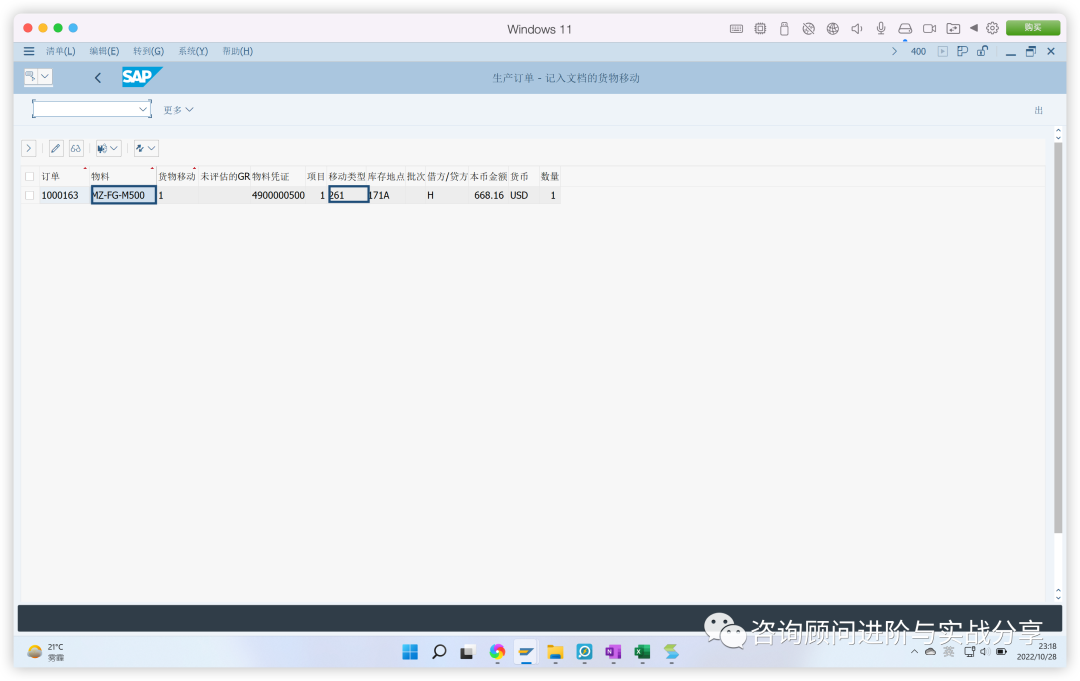 Windows 11
购买
清单(L) 编辑(E) 转到(G) 系统(Y) 帮助(H) 400
SAP 生产订单 - 记入文档的货物移动
更多 出
订单 物料 货物移动 未评估的GR 物料凭证 项目 移动类型 库存地点 批次 借方/贷方 本币金额 货币 数量
1000163 MZ-FG-M500 1 4900000500 1 261 171A H 668.16 USD 1
咨询顾问进阶与实战分享
21°C
雾霾
英
23:18
2022/10/28